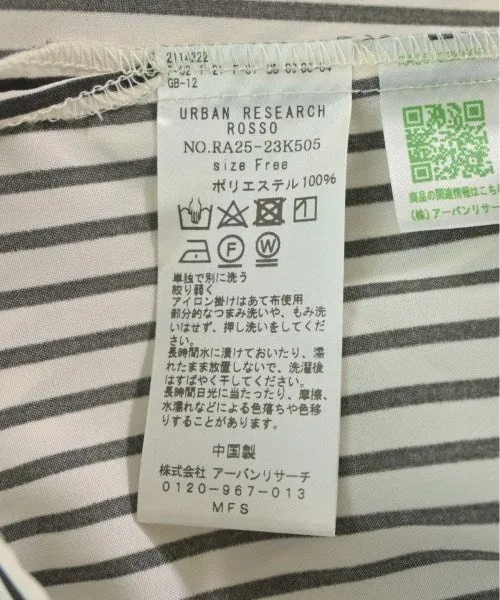 2114222
GB-12
URBAN RESEARCH
ROSSO
NO.RA25-23K505
size Free
ポリエステル100%
F
W
単独で別に洗う
絞り弱く
アイロン掛けはあて布使用
部分的なつまみ洗いや、もみ洗
いはせず、押し洗いをしてくだ
さい。
長時間水に漬けておいたり、濡
れたまま放置しないで、洗濯後
はすばやく干してください。
長時間日光に当たったり、摩擦、
水濡れなどによる色落ちや色移
りすることがあります。
中国製
株式会社 アーバンリサーチ
0120-967-013
MFS
商品の関連情報はこち
(株)アーバンリサー